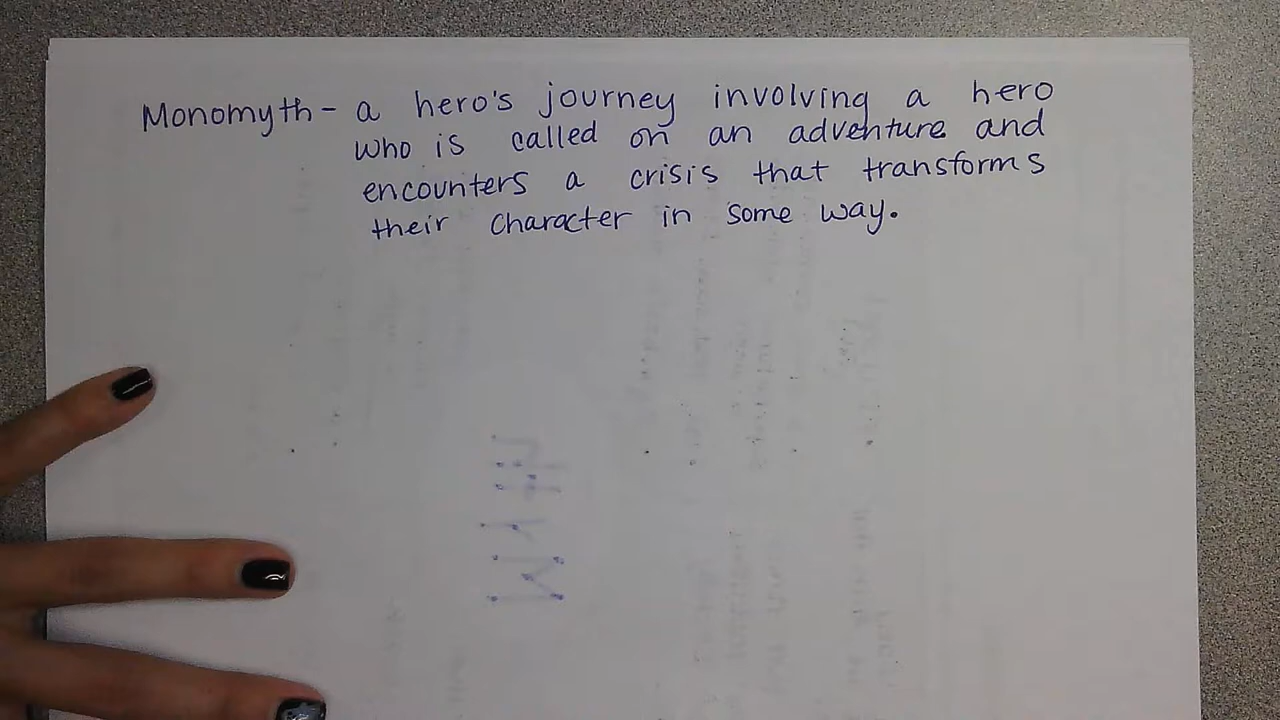 Monomyth - a hero's journey involving a hero
who is called on an adventure and
encounters a crisis that transforms
their character in some way.
Myth